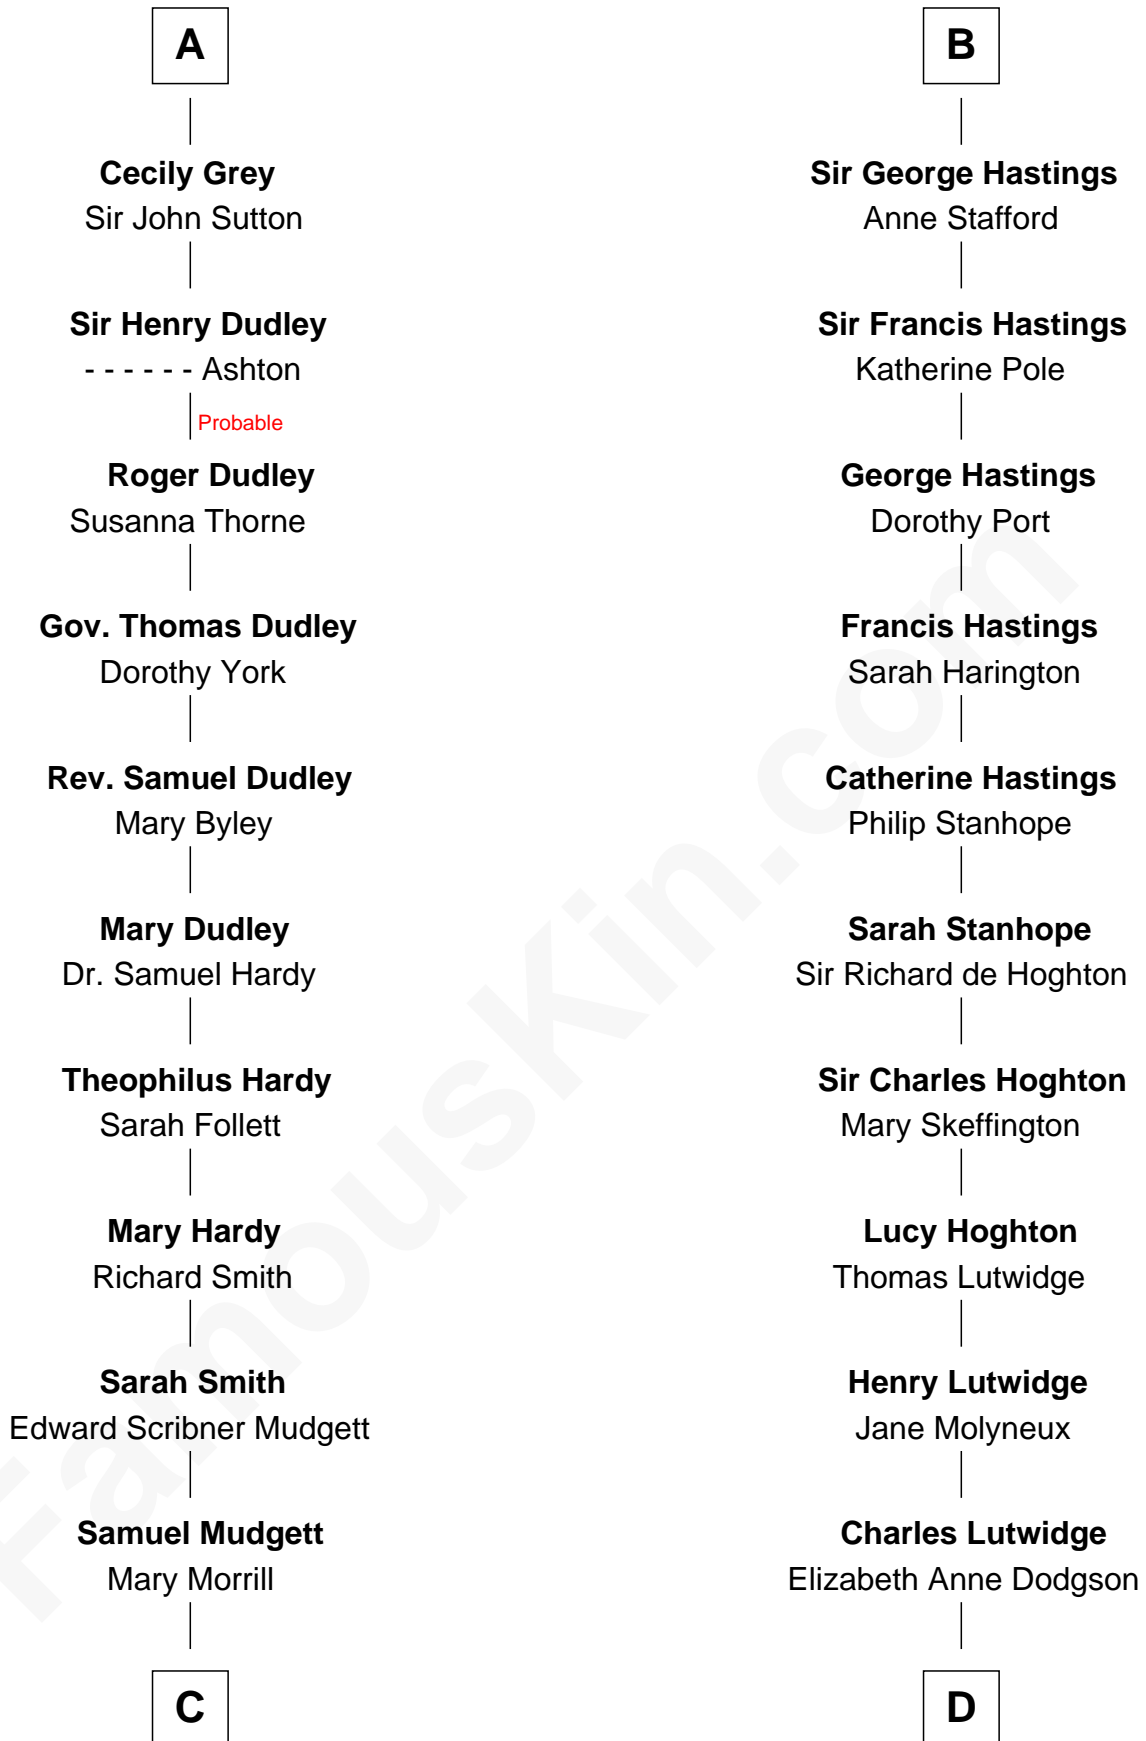 A
Cecily Grey
Sir John Sutton
Sir Henry Dudley
- - - - - - Ashton
Probable
Roger Dudley
Susanna Thorne
Gov. Thomas Dudley
Dorothy York
Rev. Samuel Dudley
Mary Byley
Mary Dudley
Dr. Samuel Hardy
Theophilus Hardy
Sarah Follett
Mary Hardy
Richard Smith
Sarah Smith
Edward Scribner Mudgett
Samuel Mudgett
Mary Morrill
C
B
Sir George Hastings
Anne Stafford
Sir Francis Hastings
Katherine Pole
George Hastings
Dorothy Port
Francis Hastings
Sarah Harington
Catherine Hastings
Philip Stanhope
Sarah Stanhope
Sir Richard de Hoghton
Sir Charles Hoghton
Mary Skeffington
Lucy Hoghton
Thomas Lutwidge
Henry Lutwidge
Jane Molyneux
Charles Lutwidge
Elizabeth Anne Dodgson
D
FamousKin.com